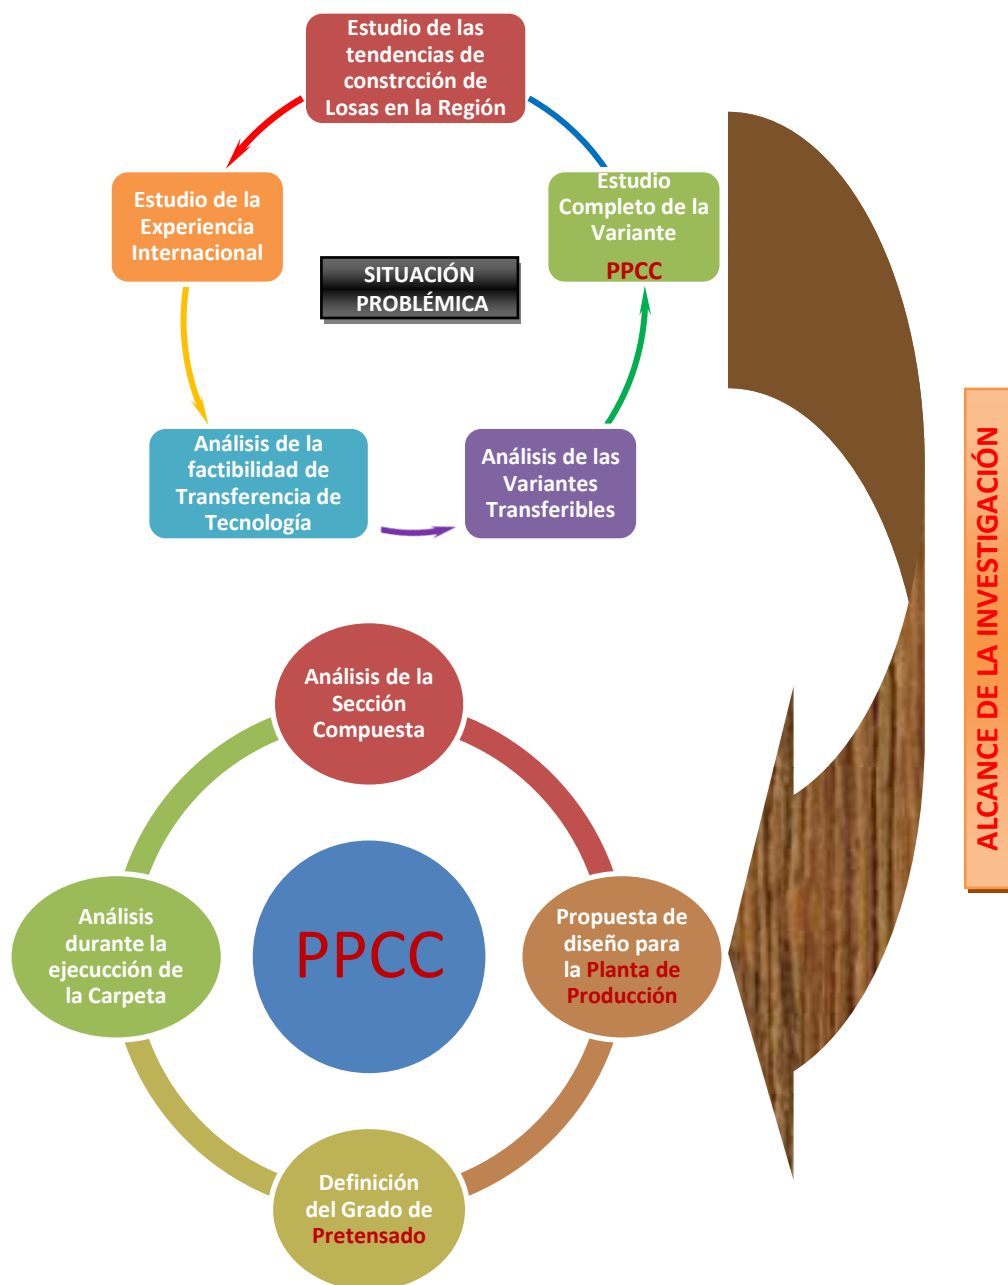 Estudio de las
tendencias de
constrcción de
Losas en la Región
Estudio de la
Experiencia
Internacional
Estudio
Completo de la
Variante
PPCC
SITUACIÓN
PROBLÉMICA
Análisis de la
factibilidad de
Transferencia de
Tecnología
Análisis de las
Variantes
Transferibles
ALCANCE DE LA INVESTIGACIÓN
Análisis de la
Sección
Compuesta
Análisis
durante la
ejecucción de
la Carpeta
PPCC
Propuesta de
diseño para
la Planta de
Producción
Definición
del Grado de
Pretensado